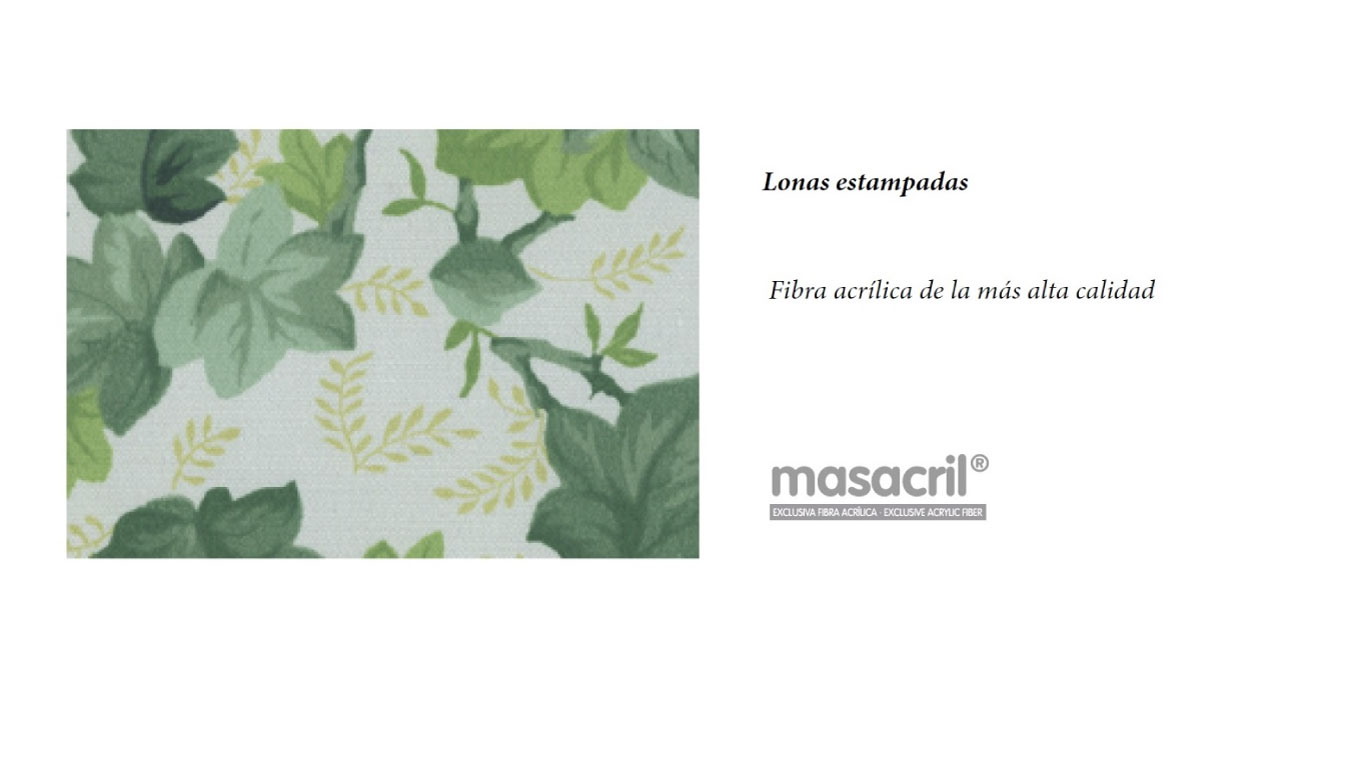 Lonas estampadas
Fibra acrílica de la más alta calidad
masacril®
EXCLUSIVA FIBRA ACRÍLICA · EXCLUSIVE ACRYLIC FIBER